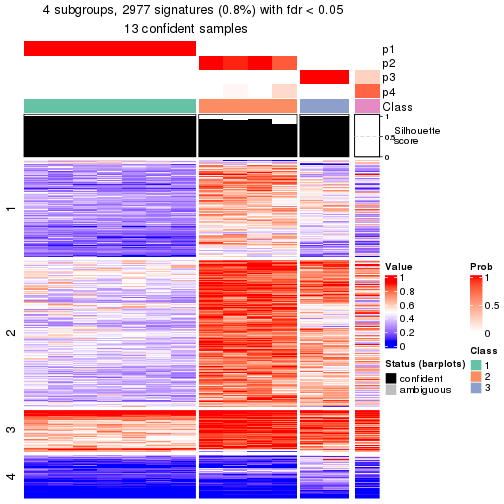 4 subgroups, 2977 signatures (0.8%) with fdr < 0.05
13 confident samples
p1
p2
p3
p4
Class
1
0.5
0
Silhouette
score
1
2
3
4
Value
1
0.8
0.6
0.4
0.2
0
Status (barplots)
confident
ambiguous
Prob
1
0.5
0
Class
1
2
3